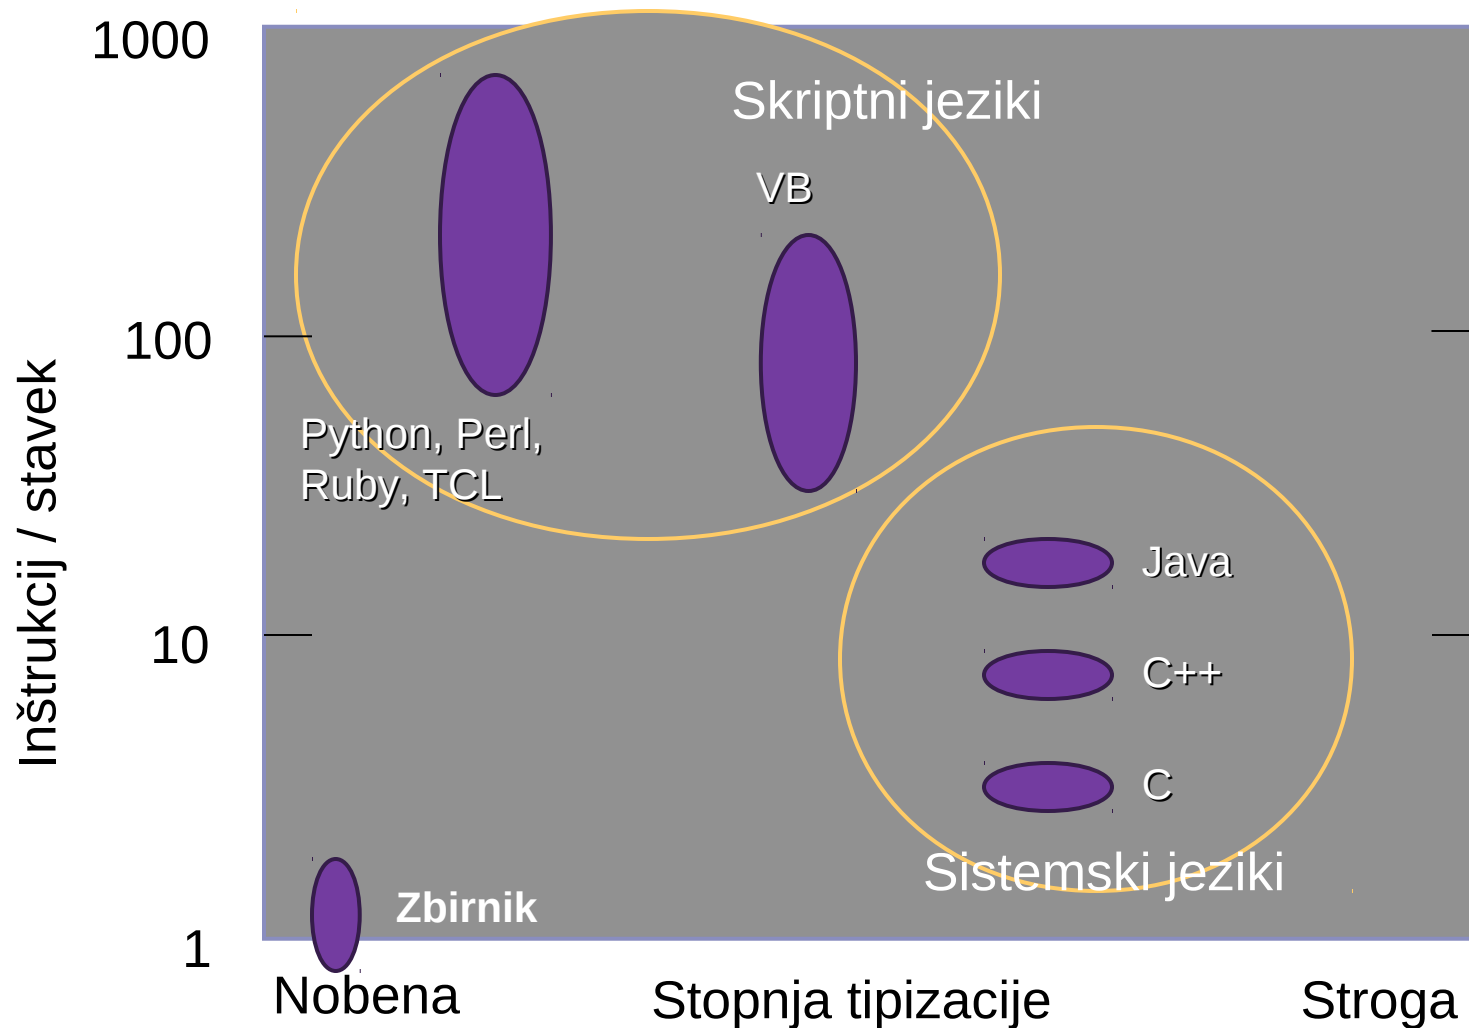 1000
Skriptni jeziki
VB
100
Python, Perl,
Ruby, TCL
Inštrukcij / stavek
Java
10
C++
C
Sistemski jeziki
Zbirnik
1
Nobena
Stopnja tipizacije
Stroga